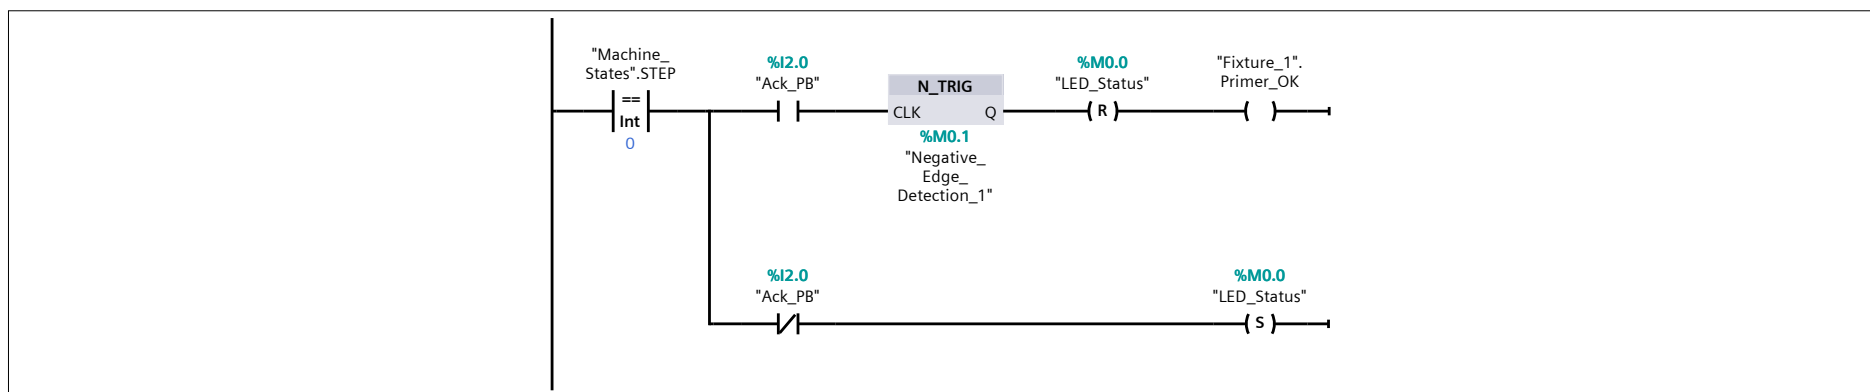 "Machine_
States".STEP
==
Int
0
%I2.0
"Ack_PB"
N_TRIG
CLK
Q
%M0.1
"Negative_
Edge_
Detection_1"
%M0.0
"LED_Status"
R
"Fixture_1".
Primer_OK
%I2.0
"Ack_PB"
%M0.0
"LED_Status"
S